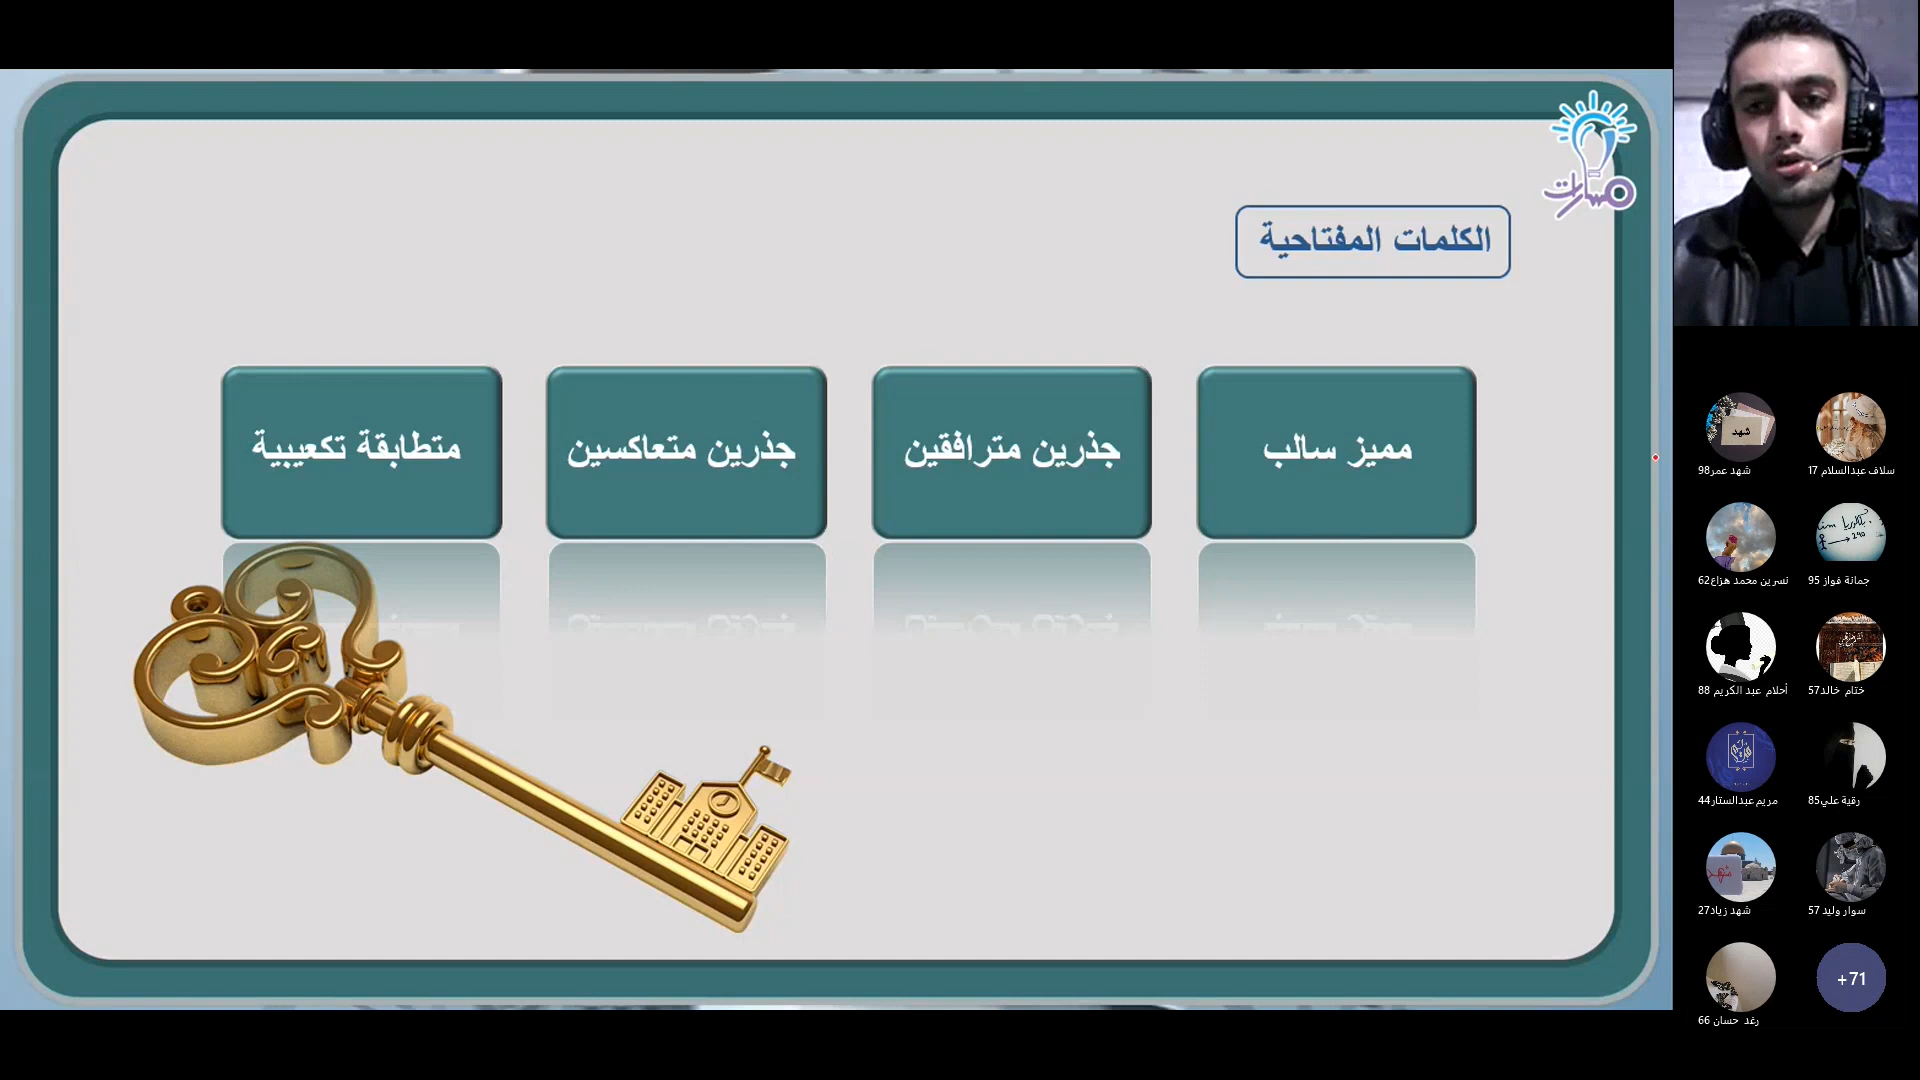 مسارات
الكلمات المفتاحية
مميز سالب
جذرين مترافقين
جذرين متعاكسين
متطابقة تكعيبية
شهد
شهد عمر98
سلاف عبدالسلام 17
نسرين محمد هزاع62
جمانة فواز 95
أحلام عبد الكريم 88
ختام خالد57
مريم عبدالستار44
رقية علي85
شهد زياد27
سوار وليد 57
رغد حسان 66
+71